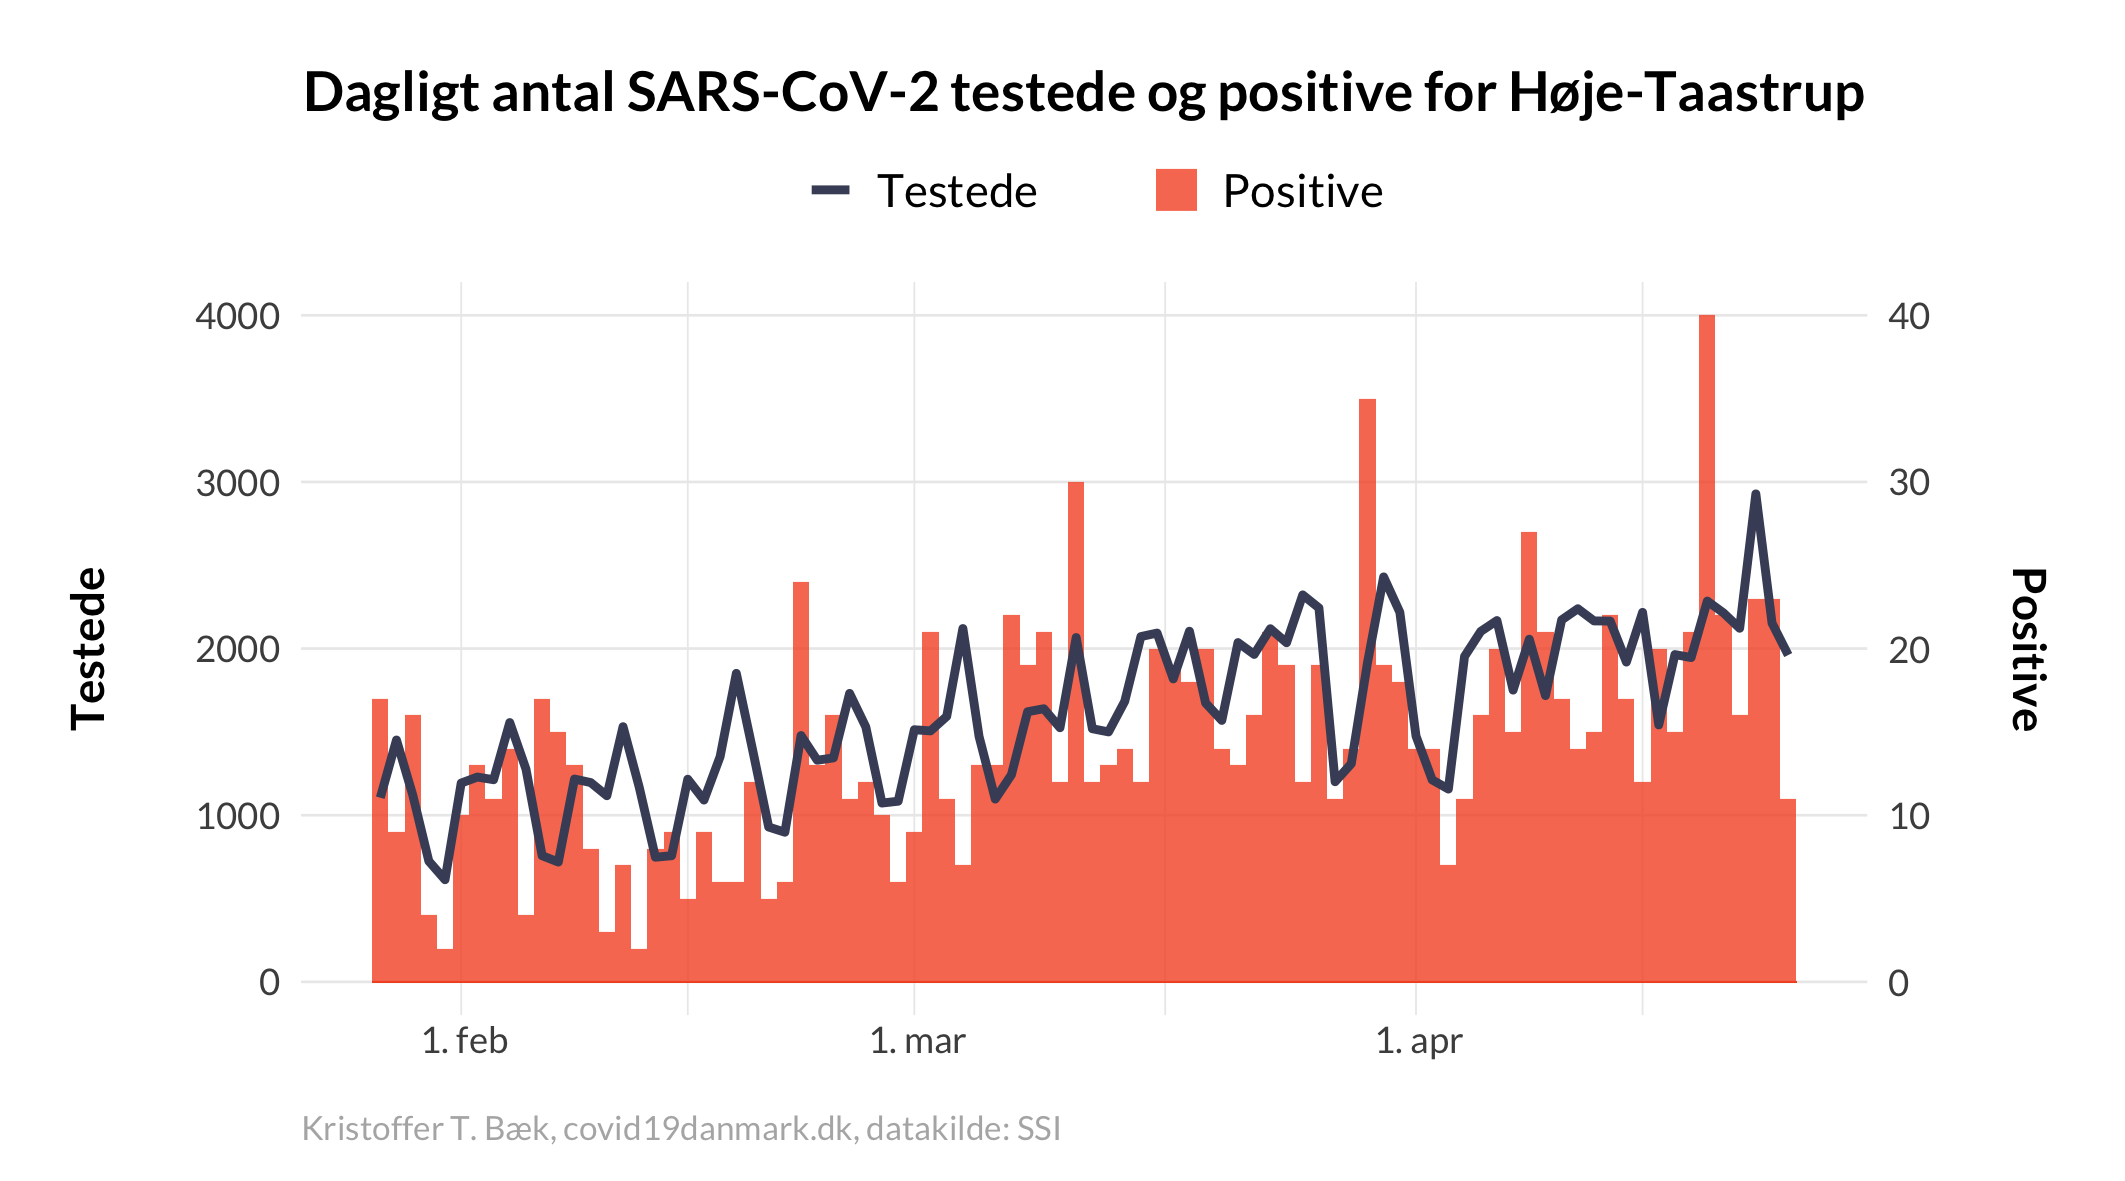 Dagligt antal SARS-CoV-2 testede og positive for Høje-Taastrup
Testede
Positive
4000
3000
2000
1000
0
40
30
20
10
0
Testede
Positive
1. feb
1. mar
1. apr
Kristoffer T. Bæk, covid19danmark.dk, datakilde: SSI